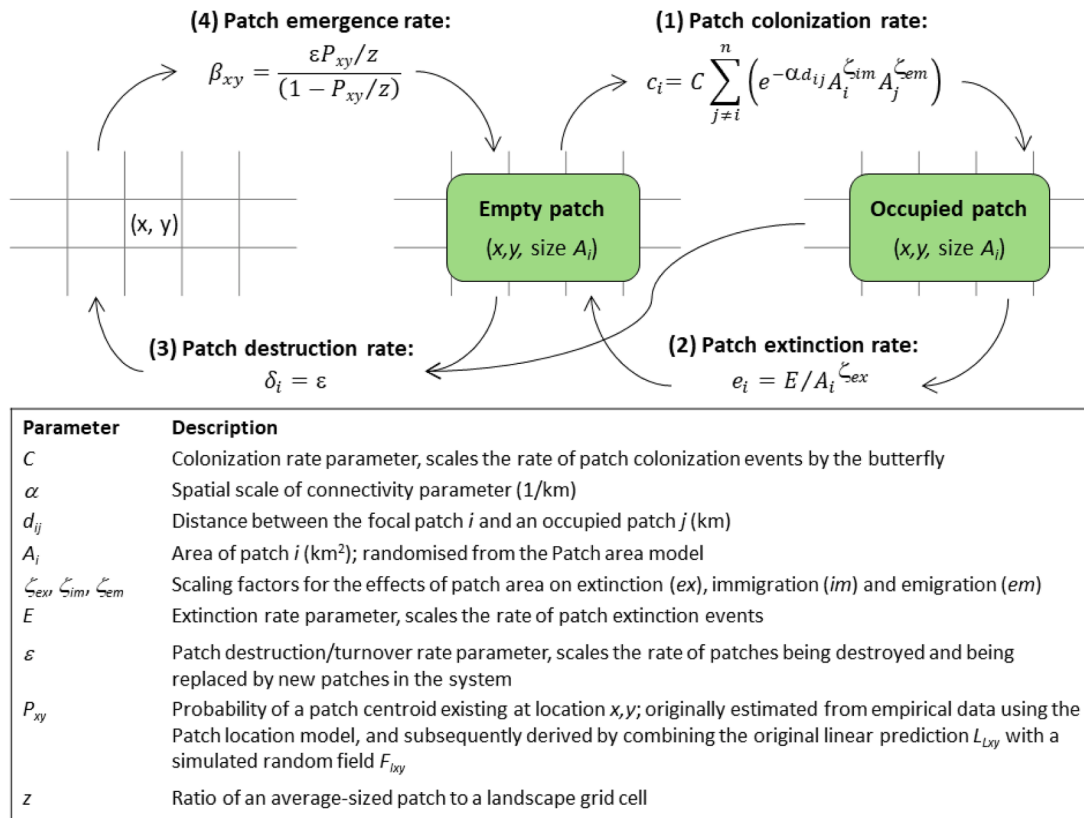 (4) Patch emergence rate:
β_xy = (εP_xy/z) / (1 − P_xy/z)
(1) Patch colonization rate:
c_i = C ∑_{j≠i}^{n} (e^{−αd_ij} A_i^{ζim} A_j^{ζem})
(x, y)
Empty patch
(x,y, size A_i)
Occupied patch
(x,y, size A_i)
(3) Patch destruction rate:
δ_i = ε
(2) Patch extinction rate:
e_i = E/A_i^{ζex}
Parameter Description
C Colonization rate parameter, scales the rate of patch colonization events by the butterfly
α Spatial scale of connectivity parameter (1/km)
d_ij Distance between the focal patch i and an occupied patch j (km)
A_i Area of patch i (km²); randomised from the Patch area model
ζ_ex, ζ_im, ζ_em Scaling factors for the effects of patch area on extinction (ex), immigration (im) and emigration (em)
E Extinction rate parameter, scales the rate of patch extinction events
ε Patch destruction/turnover rate parameter, scales the rate of patches being destroyed and being
replaced by new patches in the system
P_xy Probability of a patch centroid existing at location x,y; originally estimated from empirical data using the
Patch location model, and subsequently derived by combining the original linear prediction L_Lxy with a
simulated random field F_lxy
z Ratio of an average-sized patch to a landscape grid cell